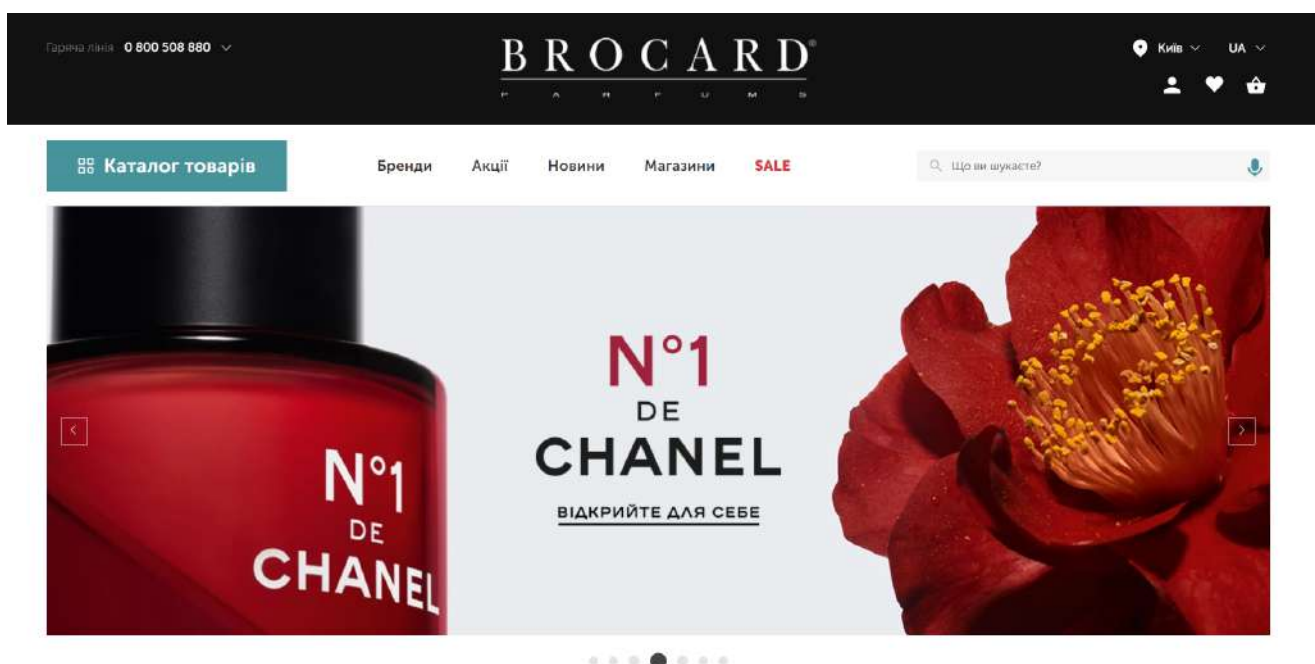 Гаряча лінія 0 800 508 880
BROCARD®
PARFUMS
Київ
UA
Каталог товарів
Бренди Акції Новини Магазини SALE
Що ви шукаєте?
N°1
DE
CHANEL
N°1
DE
CHANEL
ВІДКРИЙТЕ ДЛЯ СЕБЕ